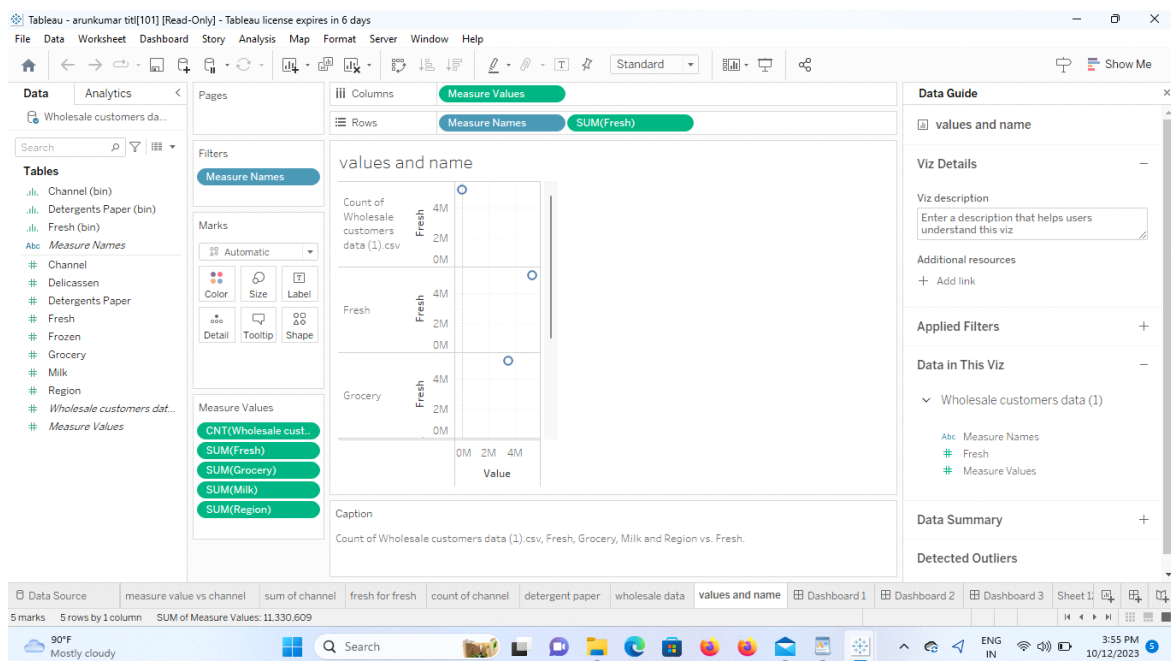 Tableau - arunkumar titl[101] [Read-Only] - Tableau license expires in 6 days
File Data Worksheet Dashboard Story Analysis Map Format Server Window Help
Standard
Show Me
Data Analytics
Wholesale customers da...
Search
Tables
Channel (bin)
Detergents Paper (bin)
Fresh (bin)
Abc Measure Names
# Channel
# Delicassen
# Detergents Paper
# Fresh
# Frozen
# Grocery
# Milk
# Region
# Wholesale customers dat...
# Measure Values
Pages
Filters
Measure Names
Marks
Automatic
Color Size Label
Detail Tooltip Shape
Measure Values
CNT(Wholesale cust..
SUM(Fresh)
SUM(Grocery)
SUM(Milk)
SUM(Region)
Columns Measure Values
Rows Measure Names SUM(Fresh)
values and name
Count of
Wholesale
customers
data (1).csv
Fresh
4M
2M
0M
Fresh
Fresh
4M
2M
0M
Grocery
Fresh
4M
2M
0M
0M 2M 4M
Value
Caption
Count of Wholesale customers data (1).csv, Fresh, Grocery, Milk and Region vs. Fresh.
Data Guide
values and name
Viz Details
Viz description
Enter a description that helps users
understand this viz
Additional resources
+ Add link
Applied Filters
Data in This Viz
Wholesale customers data (1)
Abc Measure Names
# Fresh
# Measure Values
Data Summary
Detected Outliers
Data Source measure value vs channel sum of channel fresh for fresh count of channel detergent paper wholesale data values and name Dashboard 1 Dashboard 2 Dashboard 3 Sheet 1
5 marks 5 rows by 1 column SUM of Measure Values: 11,330,609
90°F
Mostly cloudy
Search
ENG
IN
3:55 PM
10/12/2023
5